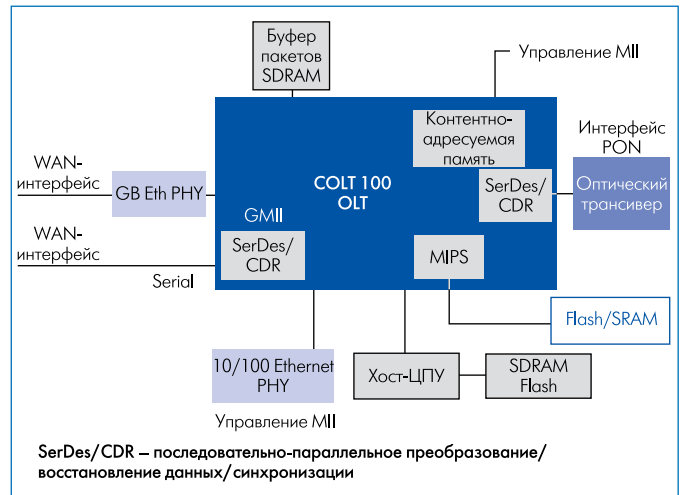 Буфер
пакетов
SDRAM
Управление MII
Контентно-
адресуемая
память
Интерфейс
PON
WAN-
интерфейс
GB Eth PHY
COLT 100
OLT
SerDes/
CDR
Оптический
трансивер
GMII
WAN-
интерфейс
SerDes/
CDR
MIPS
Serial
Flash/SRAM
10/100 Ethernet
PHY
Хост-ЦПУ
SDRAM
Flash
Управление MII
SerDes/CDR – последовательно-параллельное преобразование/
восстановление данных/синхронизации